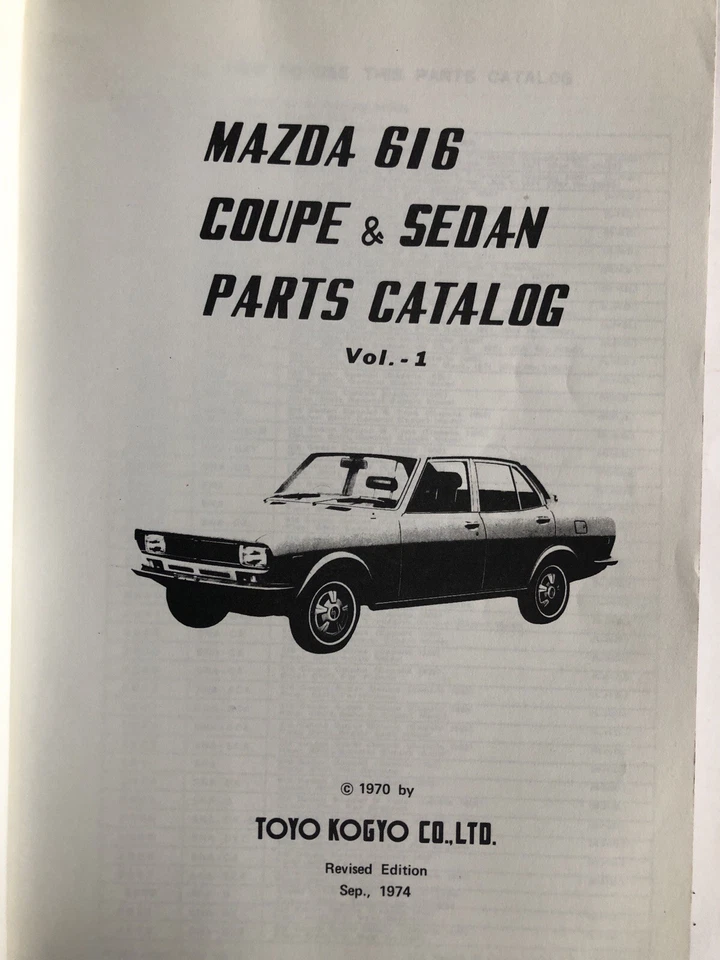 MAZDA 616
COUPE & SEDAN
PARTS CATALOG
Vol.-1
© 1970 by
TOYO KOGYO CO.,LTD.
Revised Edition
Sep., 1974